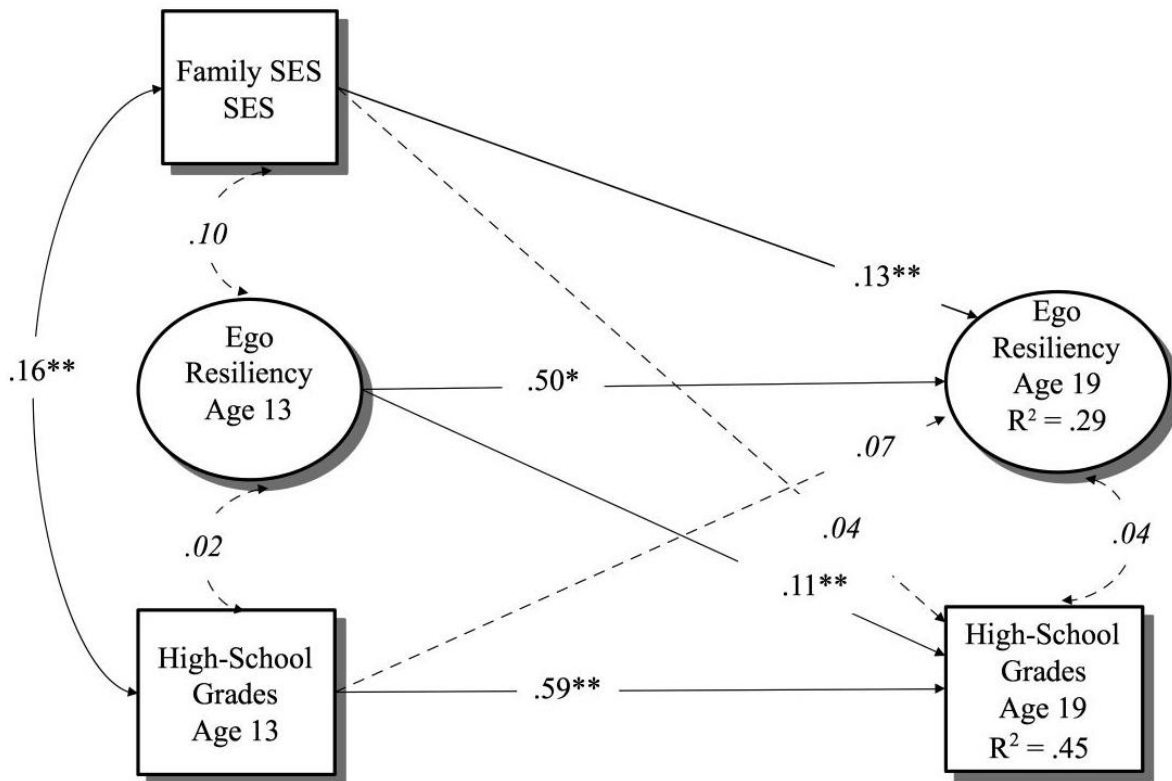 Family SES
SES
.10
.13**
Ego
Resiliency
Age 13
.16**
.50*
Ego
Resiliency
Age 19
R² = .29
.07
.02
.04
.04
.11**
High-School
Grades
Age 13
.59**
High-School
Grades
Age 19
R² = .45